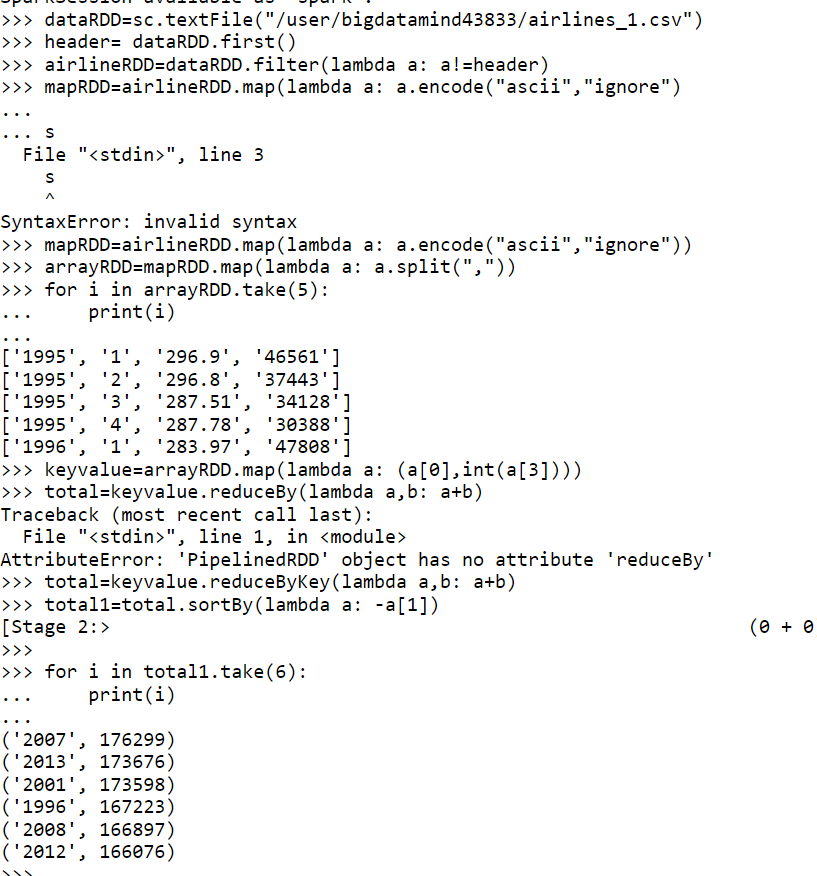 SparkSession available as 'spark'.
>>> dataRDD=sc.textFile("/user/bigdatamind43833/airlines_1.csv")
>>> header= dataRDD.first()
>>> airlineRDD=dataRDD.filter(lambda a: a!=header)
>>> mapRDD=airlineRDD.map(lambda a: a.encode("ascii","ignore")
...
... s
  File "<stdin>", line 3
    s
    ^
SyntaxError: invalid syntax
>>> mapRDD=airlineRDD.map(lambda a: a.encode("ascii","ignore"))
>>> arrayRDD=mapRDD.map(lambda a: a.split(","))
>>> for i in arrayRDD.take(5):
...     print(i)
...
['1995', '1', '296.9', '46561']
['1995', '2', '296.8', '37443']
['1995', '3', '287.51', '34128']
['1995', '4', '287.78', '30388']
['1996', '1', '283.97', '47808']
>>> keyvalue=arrayRDD.map(lambda a: (a[0],int(a[3])))
>>> total=keyvalue.reduceBy(lambda a,b: a+b)
Traceback (most recent call last):
  File "<stdin>", line 1, in <module>
AttributeError: 'PipelinedRDD' object has no attribute 'reduceBy'
>>> total=keyvalue.reduceByKey(lambda a,b: a+b)
>>> total1=total.sortBy(lambda a: -a[1])
[Stage 2:>                                                          (0 + 0
>>>
>>> for i in total1.take(6):
...     print(i)
...
('2007', 176299)
('2013', 173676)
('2001', 173598)
('1996', 167223)
('2008', 166897)
('2012', 166076)
>>>